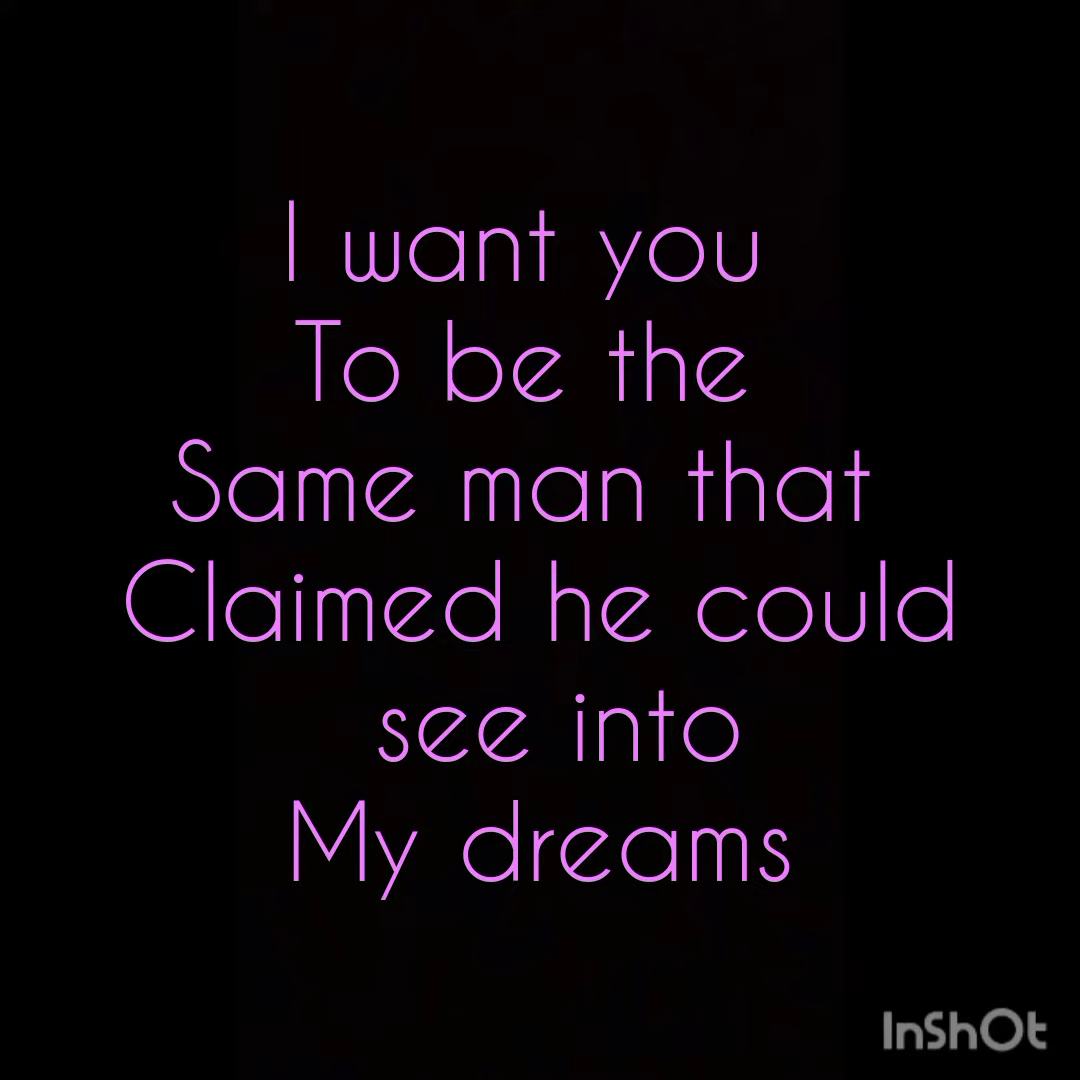 I want you
To be the
Same man that
Claimed he could
see into
My dreams
InShOt